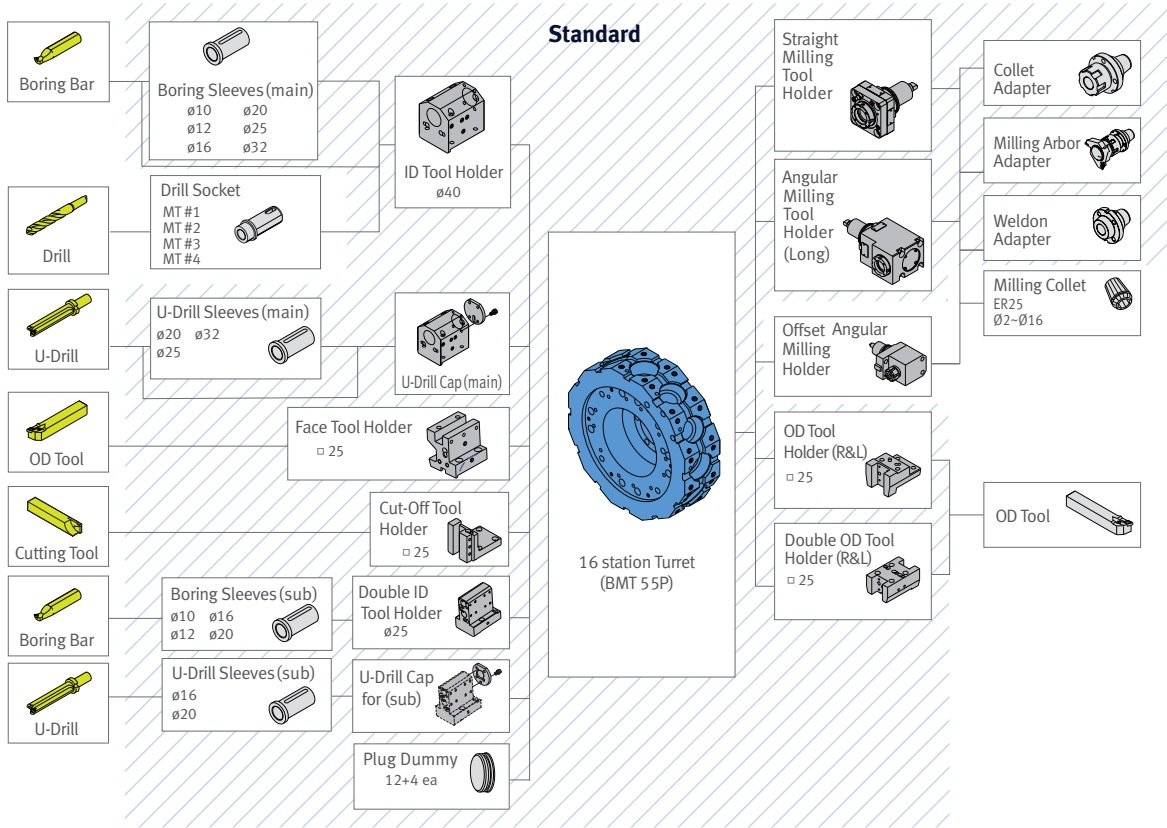 Standard
Boring Bar
Boring Sleeves (main)
ø10 ø20
ø12 ø25
ø16 ø32
ID Tool Holder
ø40
Drill
Drill Socket
MT #1
MT #2
MT #3
MT #4
U-Drill
U-Drill Sleeves (main)
ø20 ø32
ø25
U-Drill Cap (main)
OD Tool
Face Tool Holder
□ 25
Cutting Tool
Cut-Off Tool
Holder
□ 25
Boring Bar
Boring Sleeves (sub)
ø10 ø16
ø12 ø20
Double ID
Tool Holder
ø25
U-Drill
U-Drill Sleeves (sub)
ø16
ø20
U-Drill Cap
for (sub)
Plug Dummy
12+4 ea
16 station Turret
(BMT 55P)
Straight
Milling
Tool
Holder
Angular
Milling
Tool
Holder
(Long)
Offset Angular
Milling
Holder
OD Tool
Holder (R&L)
□ 25
Double OD Tool
Holder (R&L)
□ 25
Collet
Adapter
Milling Arbor
Adapter
Weldon
Adapter
Milling Collet
ER25
Ø2~Ø16
OD Tool